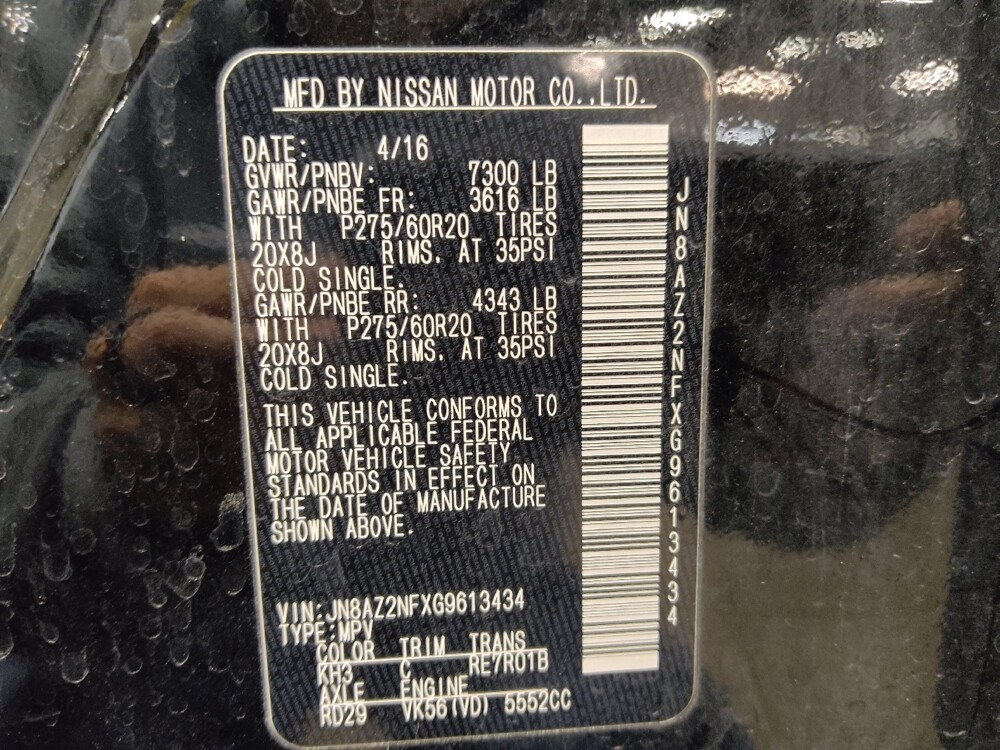 MFD BY NISSAN MOTOR CO.,LTD.
DATE: 4/16
GVWR/PNBV: 7300 LB
GAWR/PNBE FR: 3616 LB
WITH P275/60R20 TIRES
20X8J RIMS. AT 35PSI
COLD SINGLE.
GAWR/PNBE RR: 4343 LB
WITH P275/60R20 TIRES
20X8J RIMS. AT 35PSI
COLD SINGLE.
THIS VEHICLE CONFORMS TO
ALL APPLICABLE FEDERAL
MOTOR VEHICLE SAFETY
STANDARDS IN EFFECT ON
THE DATE OF MANUFACTURE
SHOWN ABOVE.
VIN:JN8AZ2NFXG9613434
TYPE:MPV
COLOR TRIM TRANS
KH3 C RE7R01B
AXLE ENGINE
RD29 VK56(VD) 5552CC
JN8AZ2NFXG9613434